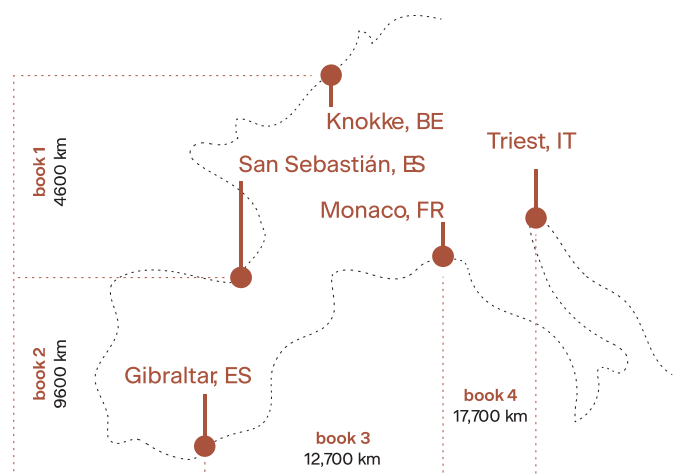 Knokke, BE
Triest, IT
book 1
4600 km
San Sebastián, ES
Monaco, FR
book 2
9600 km
Gibraltar, ES
book 4
17,700 km
book 3
12,700 km